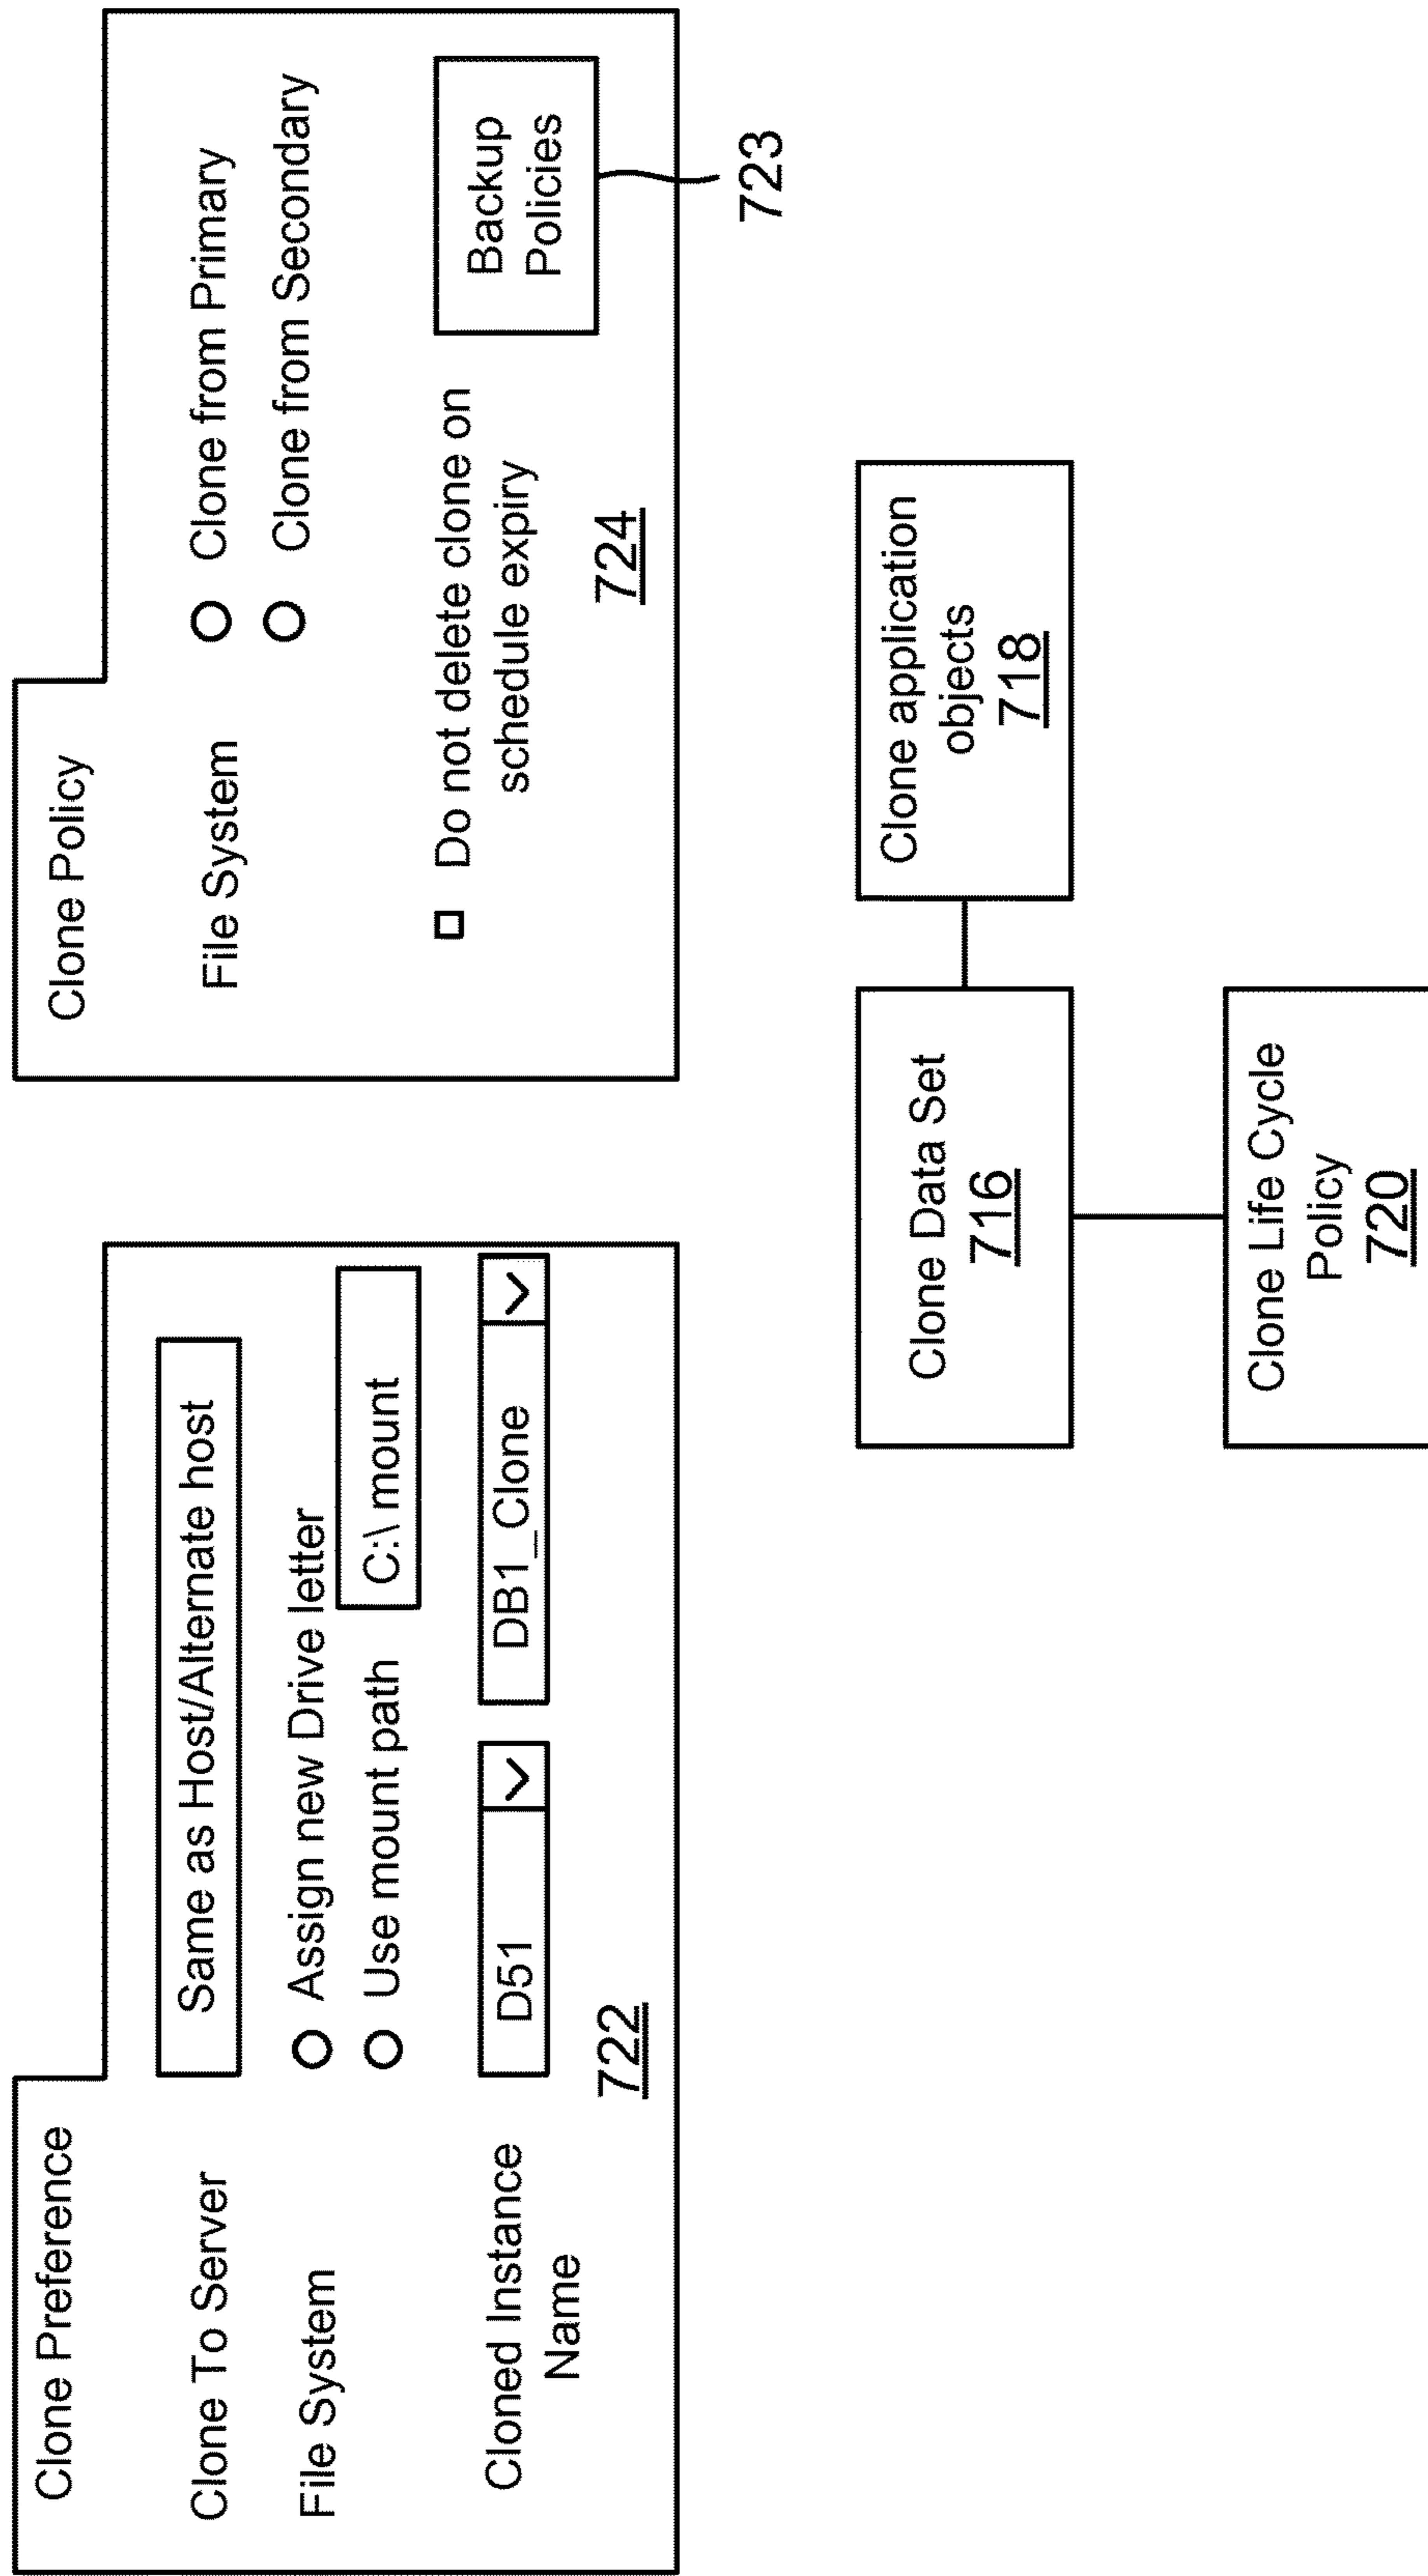 Clone Preference
Clone To Server
Same as Host/Alternate host
File System
Assign new Drive letter
Use mount path
C:\ mount
Cloned Instance
Name
D51
DB1_Clone
722
Clone Policy
File System
Clone from Primary
Clone from Secondary
Do not delete clone on
schedule expiry
Backup
Policies
724
723
Clone Data Set
716
Clone application
objects
718
Clone Life Cycle
Policy
720